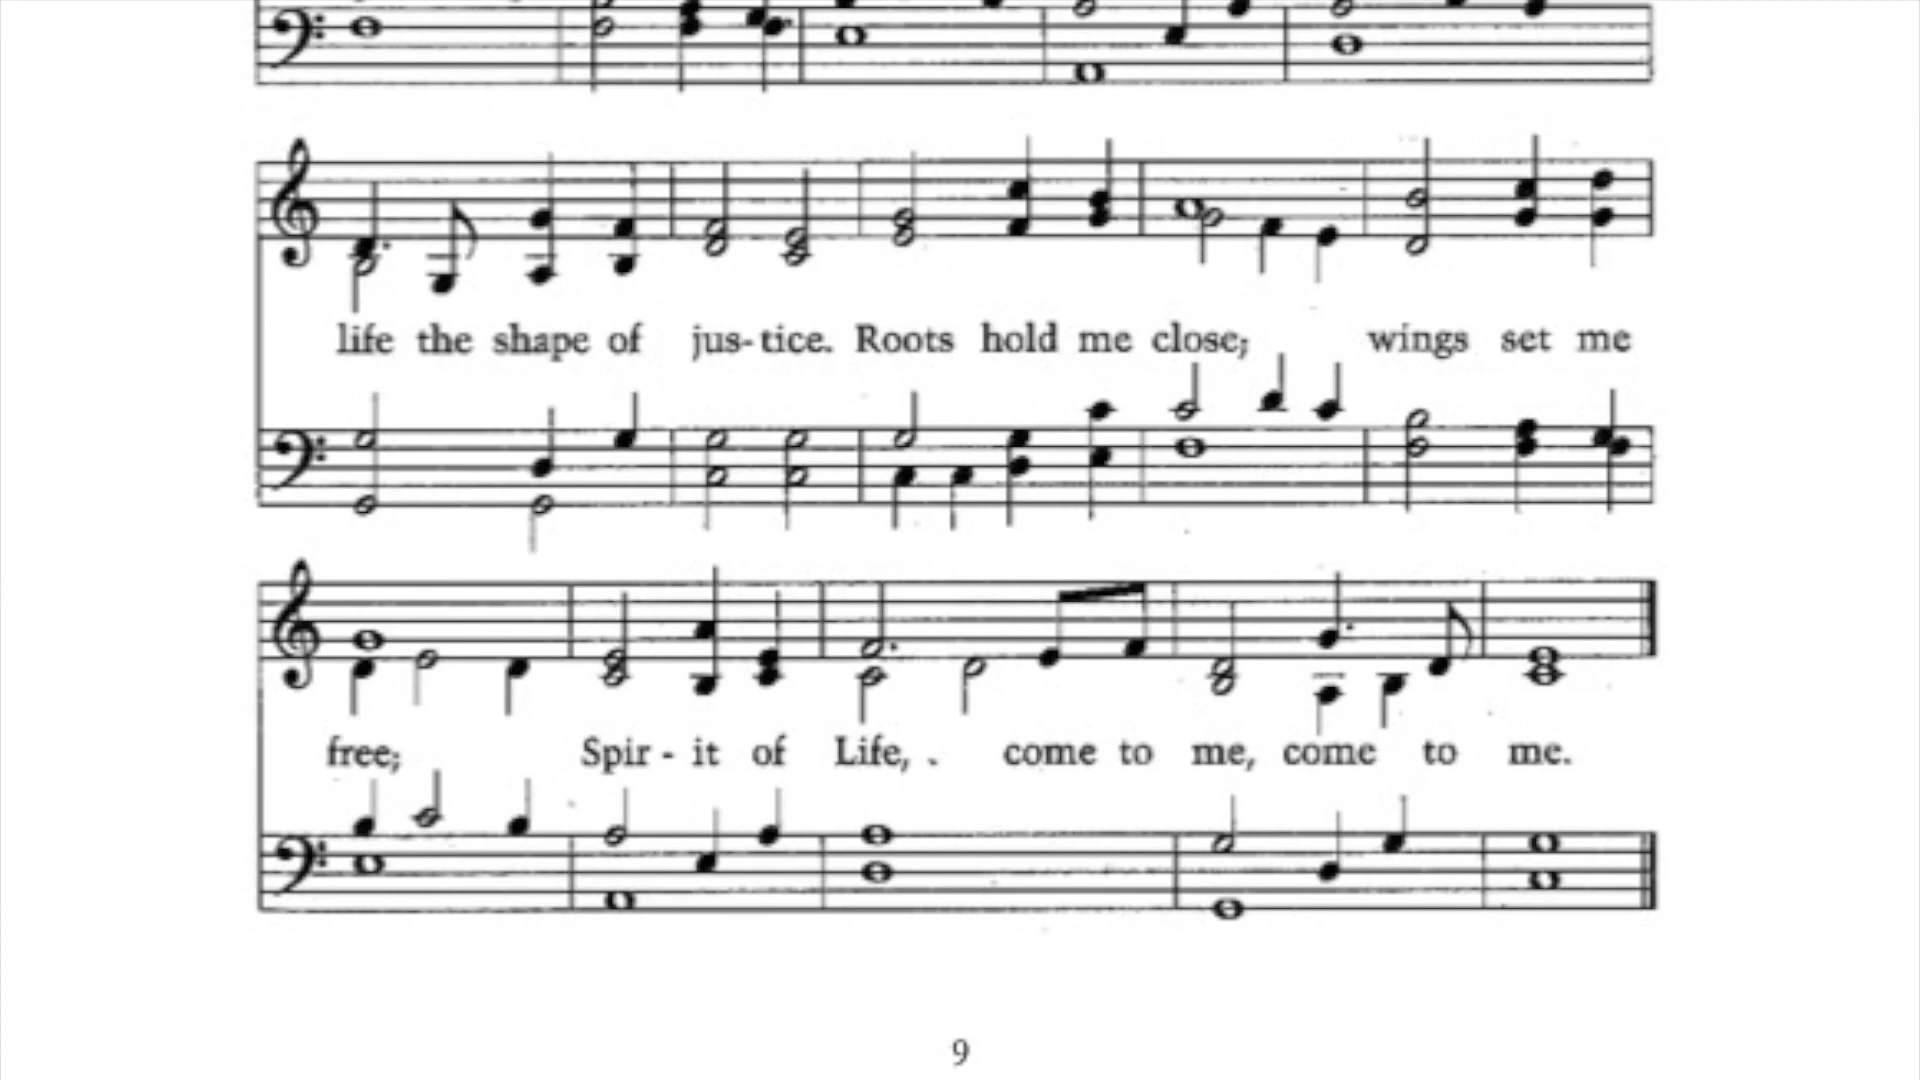 life the shape of jus-tice. Roots hold me close; wings set me
free; Spir - it of Life, . come to me, come to me.
9